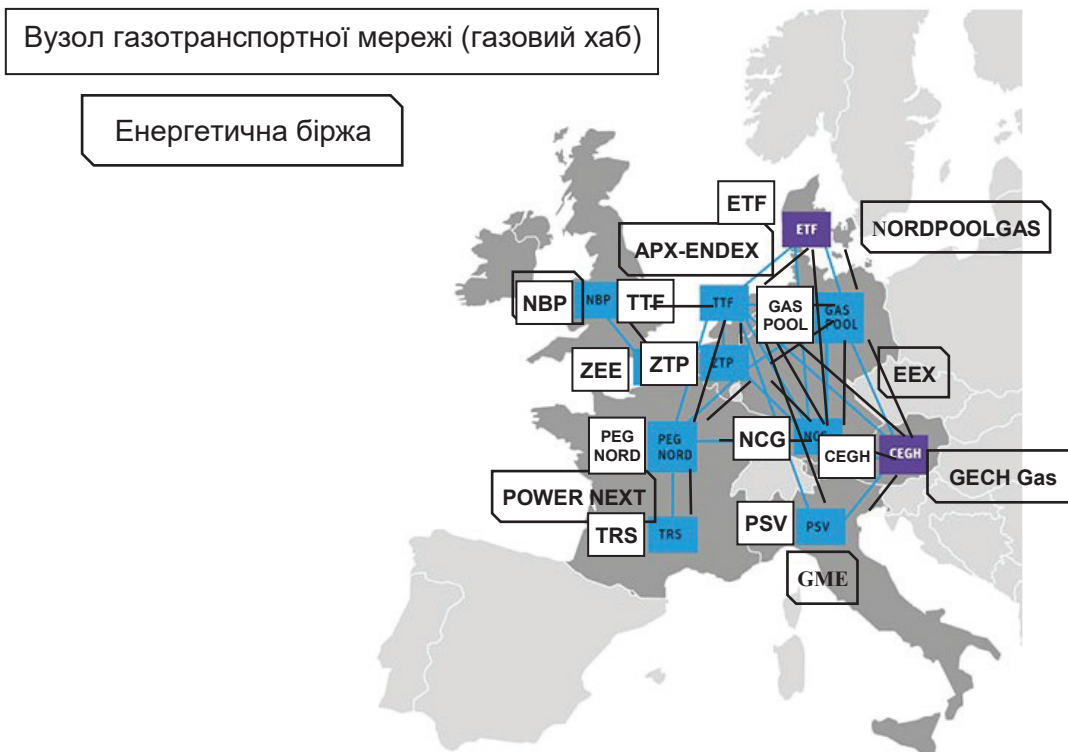 Вузол газотранспортної мережі (газовий хаб)
Енергетична біржа
ETF
ETF
NORDPOOLGAS
APX-ENDEX
NBP
NBP
TTF
TTF
GAS
POOL
GAS
POOL
ZEE
ZTP
ZTP
EEX
PEG
NORD
PEG
NORD
NCG
NCG
CEGH
CEGH
GECH Gas
POWER NEXT
TRS
TRS
PSV
PSV
GME